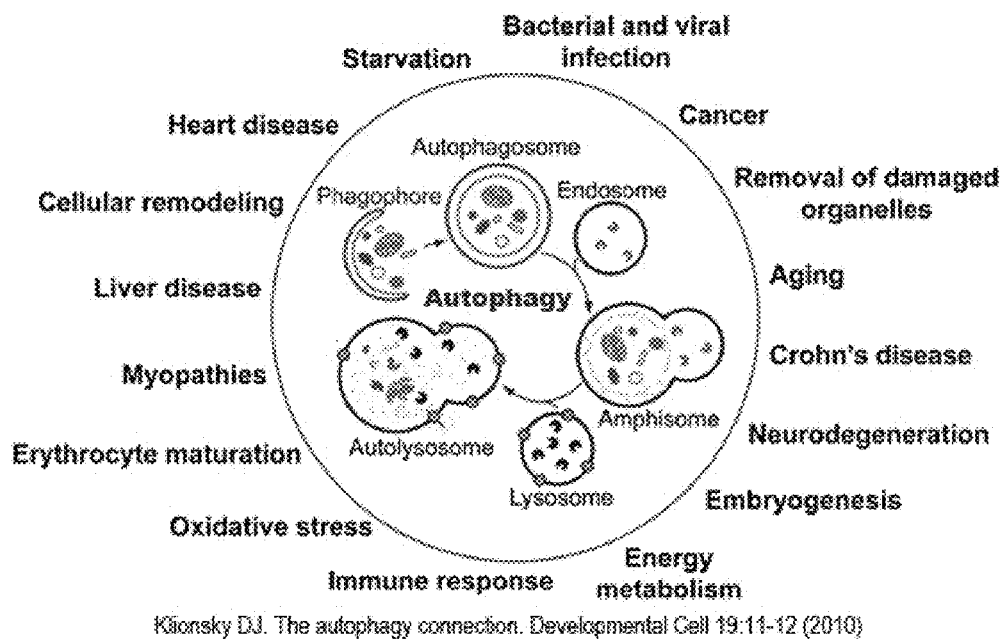 Bacterial and viral
infection
Starvation
Cancer
Heart disease
Autophagosome
Phagophore
Endosome
Removal of damaged
organelles
Cellular remodeling
Aging
Liver disease
Autophagy
Crohn's disease
Myopathies
Amphisome
Neurodegeneration
Erythrocyte maturation
Autolysosome
Lysosome
Embryogenesis
Oxidative stress
Energy
metabolism
Immune response
Klionsky DJ. The autophagy connection. Developmental Cell 19:11-12 (2010)